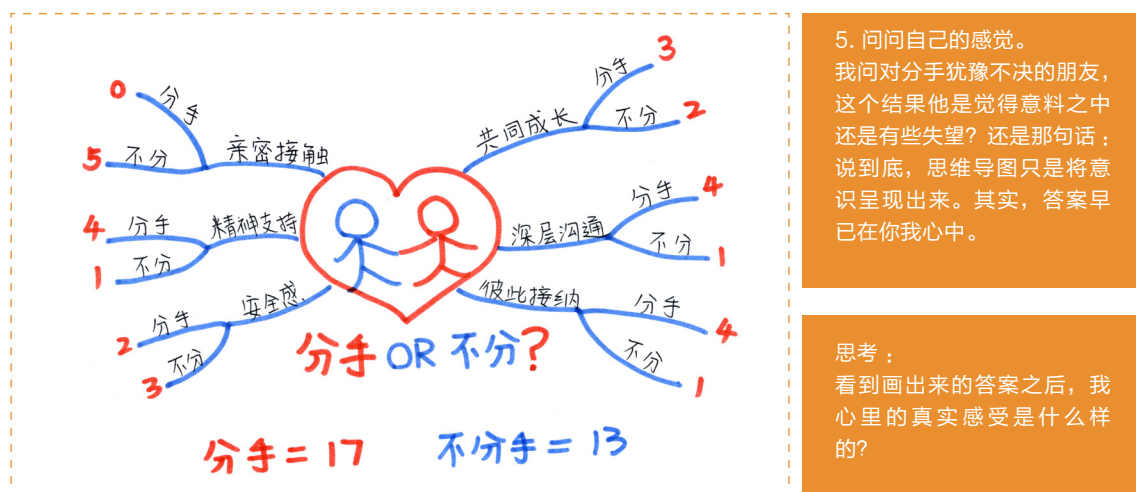 共同成长
分手
3
不分
2
深层沟通
分手
4
不分
1
彼此接纳
分手
4
不分
1
安全感
分手
2
不分
3
精神支持
分手
4
不分
1
亲密接触
分手
0
不分
5
分手OR不分?
分手=17
不分手=13
5. 问问自己的感觉。
我问对分手犹豫不决的朋友，
这个结果他是觉得意料之中
还是有些失望？还是那句话：
说到底，思维导图只是将意
识呈现出来。其实，答案早
已在你我心中。
思考：
看到画出来的答案之后，我
心里的真实感受是什么样
的?